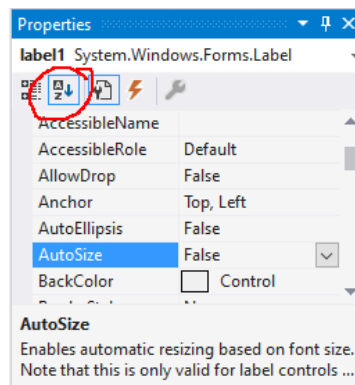 Properties
label1 System.Windows.Forms.Label
AccessibleName
AccessibleRole Default
AllowDrop False
Anchor Top, Left
AutoEllipsis False
AutoSize False
BackColor Control
AutoSize
Enables automatic resizing based on font size.
Note that this is only valid for label controls ...